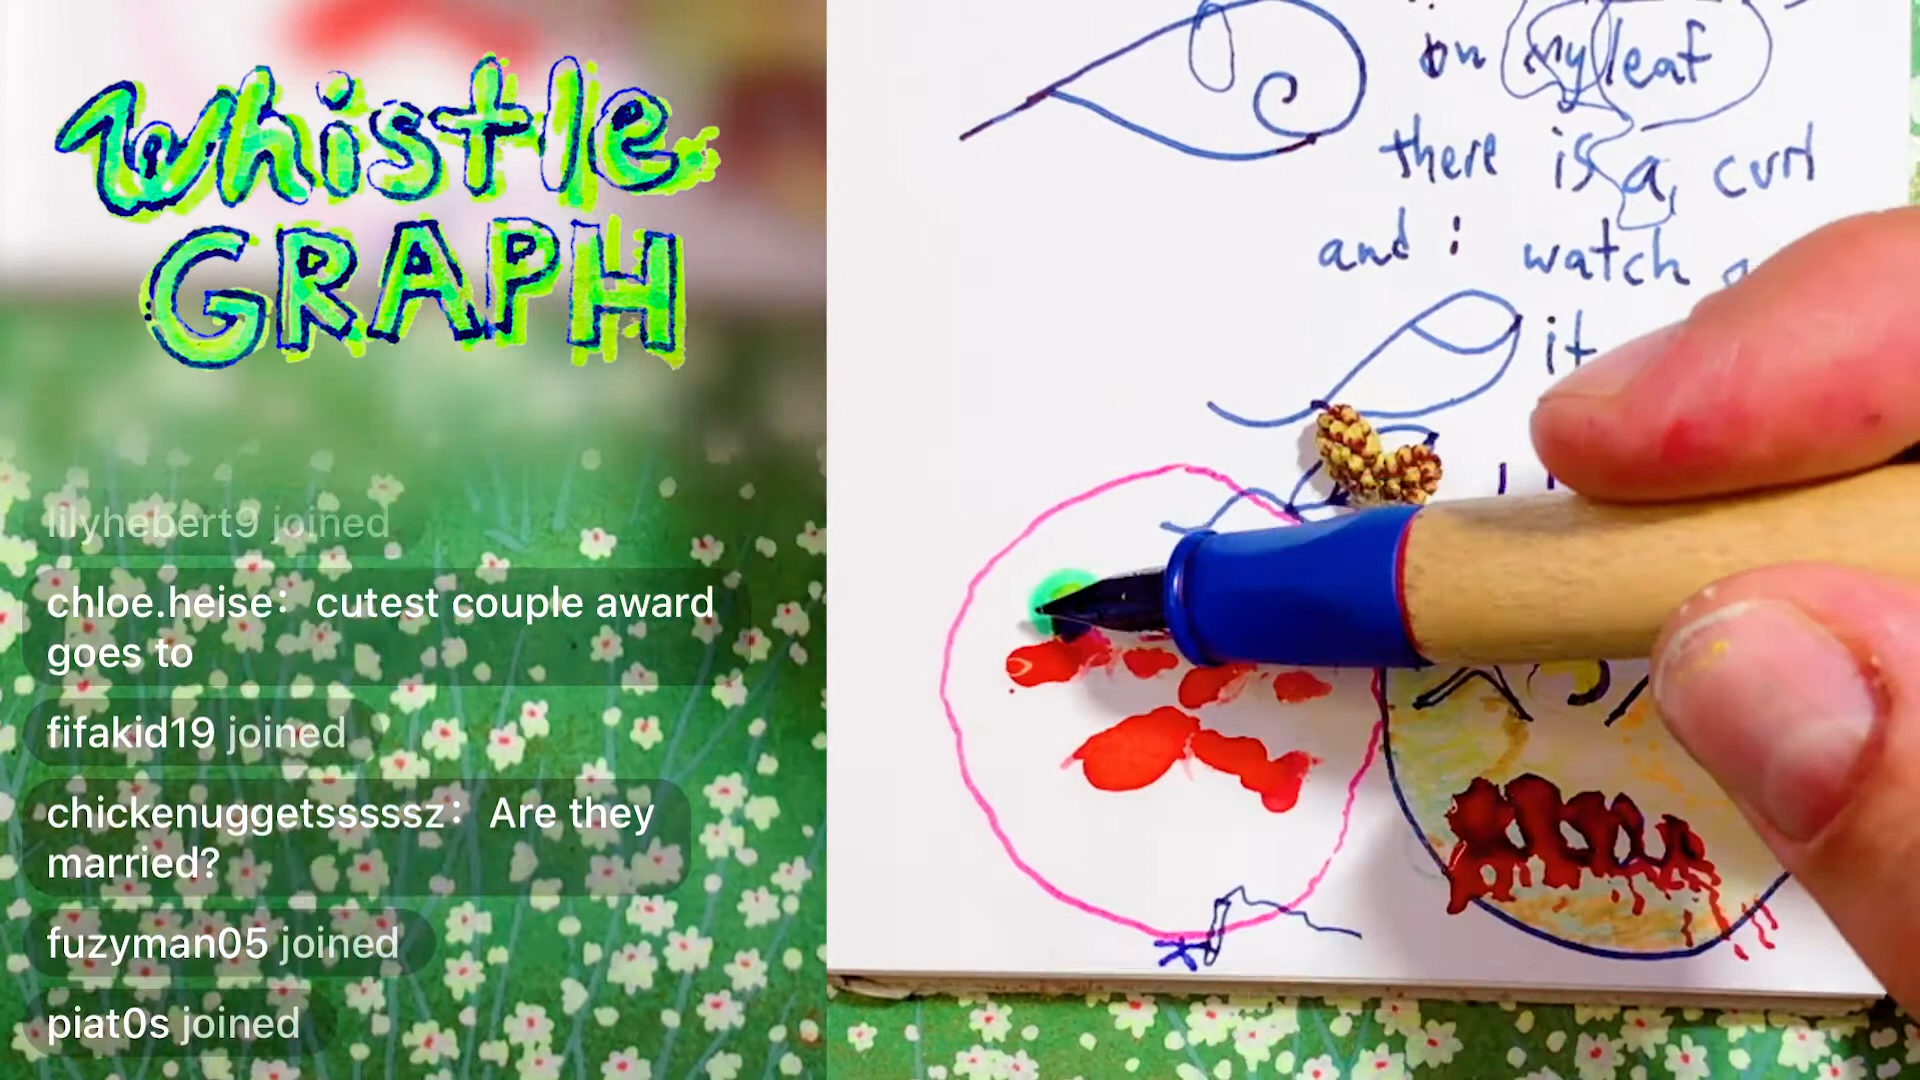 Whistle
GRAPH
lilyhebert9 joined
chloe.heise: cutest couple award
goes to
fifakid19 joined
chickenuggetsssssz: Are they
married?
fuzyman05 joined
piat0s joined
on my leaf
there is a curl
and : watch
it